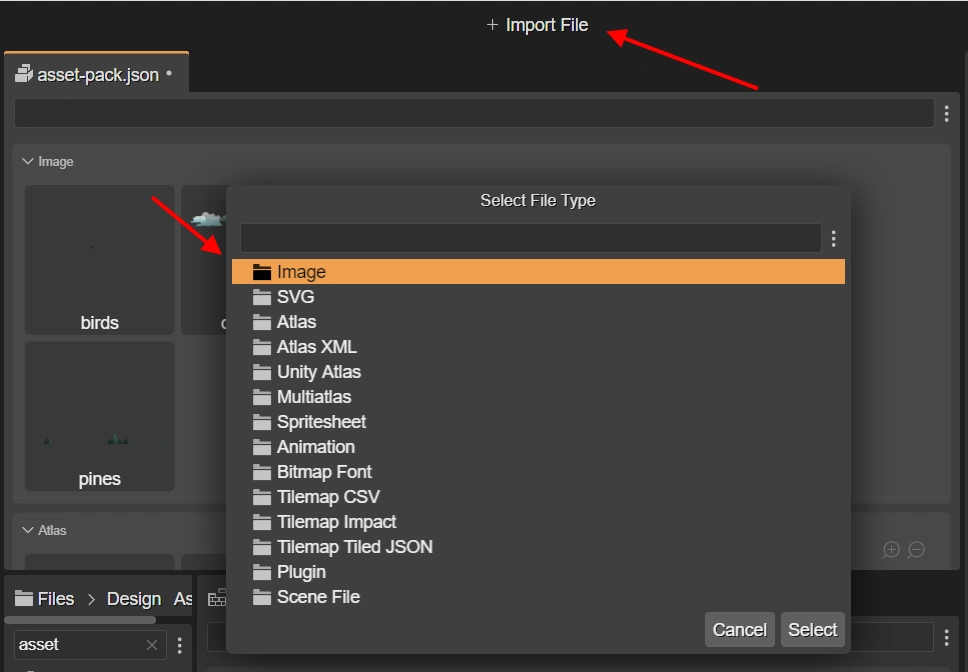 + Import File
asset-pack.json
Image
birds
pines
Select File Type
Image
SVG
Atlas
Atlas XML
Unity Atlas
Multiatlas
Spritesheet
Animation
Bitmap Font
Tilemap CSV
Tilemap Impact
Tilemap Tiled JSON
Plugin
Scene File
Cancel Select
Atlas
Files > Design As
asset